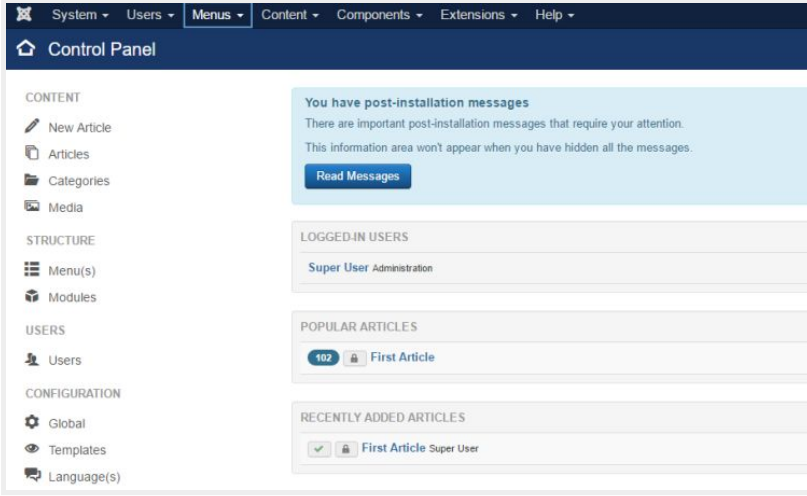 System Users Menus Content Components Extensions Help
Control Panel
CONTENT
New Article
Articles
Categories
Media
STRUCTURE
Menu(s)
Modules
USERS
Users
CONFIGURATION
Global
Templates
Language(s)
You have post-installation messages
There are important post-installation messages that require your attention.
This information area won't appear when you have hidden all the messages.
Read Messages
LOGGED-IN USERS
Super User Administration
POPULAR ARTICLES
102 First Article
RECENTLY ADDED ARTICLES
First Article Super User